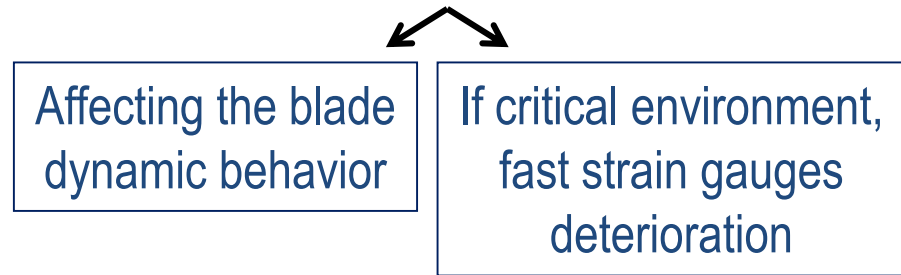 Affecting the blade
dynamic behavior
If critical environment,
fast strain gauges
deterioration